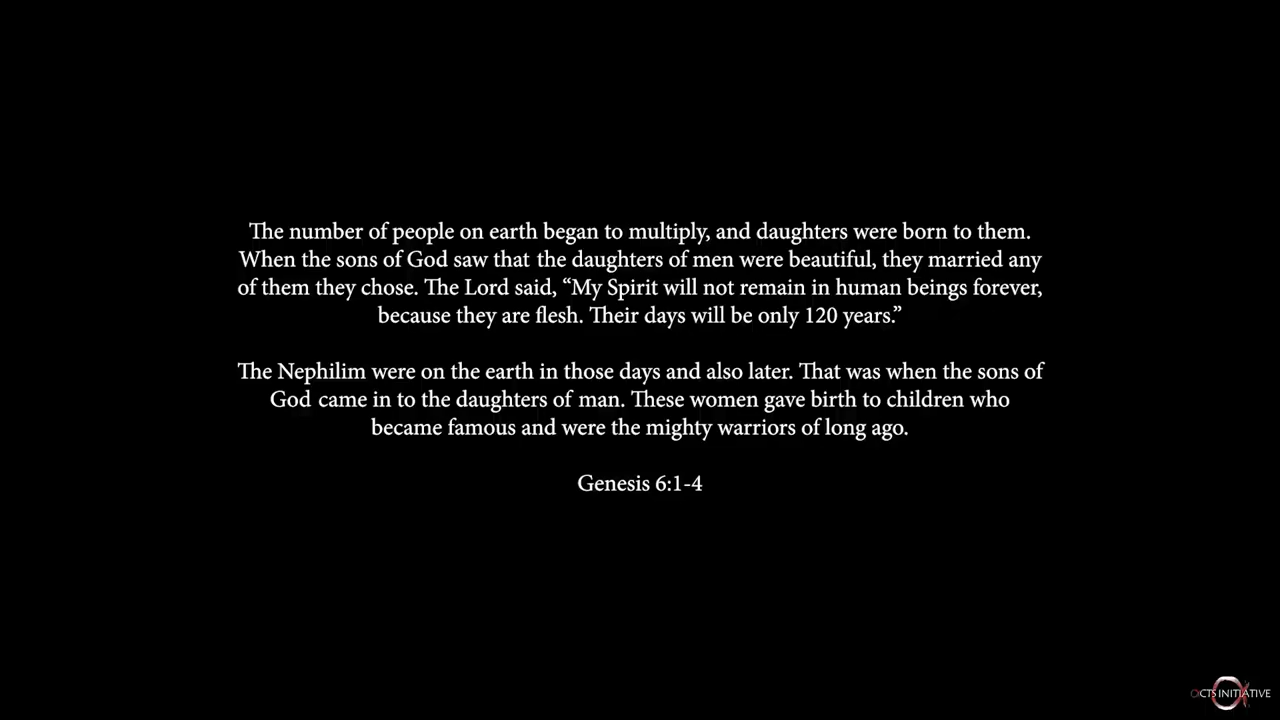 The number of people on earth began to multiply, and daughters were born to them.
When the sons of God saw that the daughters of men were beautiful, they married any
of them they chose. The Lord said, “My Spirit will not remain in human beings forever,
because they are flesh. Their days will be only 120 years.”
The Nephilim were on the earth in those days and also later. That was when the sons of
God came in to the daughters of man. These women gave birth to children who
became famous and were the mighty warriors of long ago.
Genesis 6:1-4
INITIATIVE